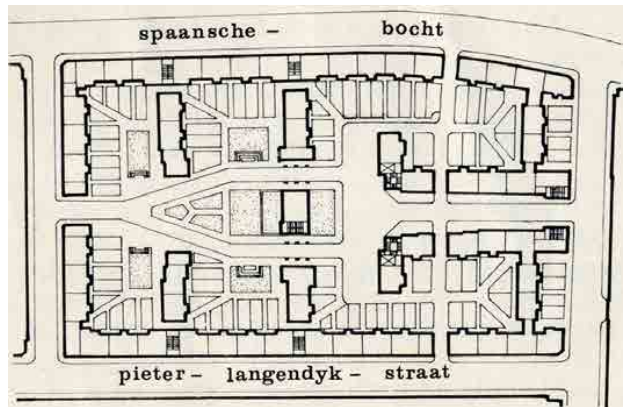 spaansche – bocht
pieter – langendyk – straat